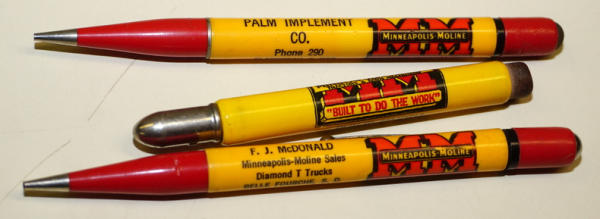 PALM IMPLEMENT
CO.
Phone 290
MM
MINNEAPOLIS-MOLINE
MM
"BUILT TO DO THE WORK"
F. J. McDONALD
Minneapolis-Moline Sales
Diamond T Trucks
BELLE FOURCHE, S. D.
MM
MINNEAPOLIS-MOLINE